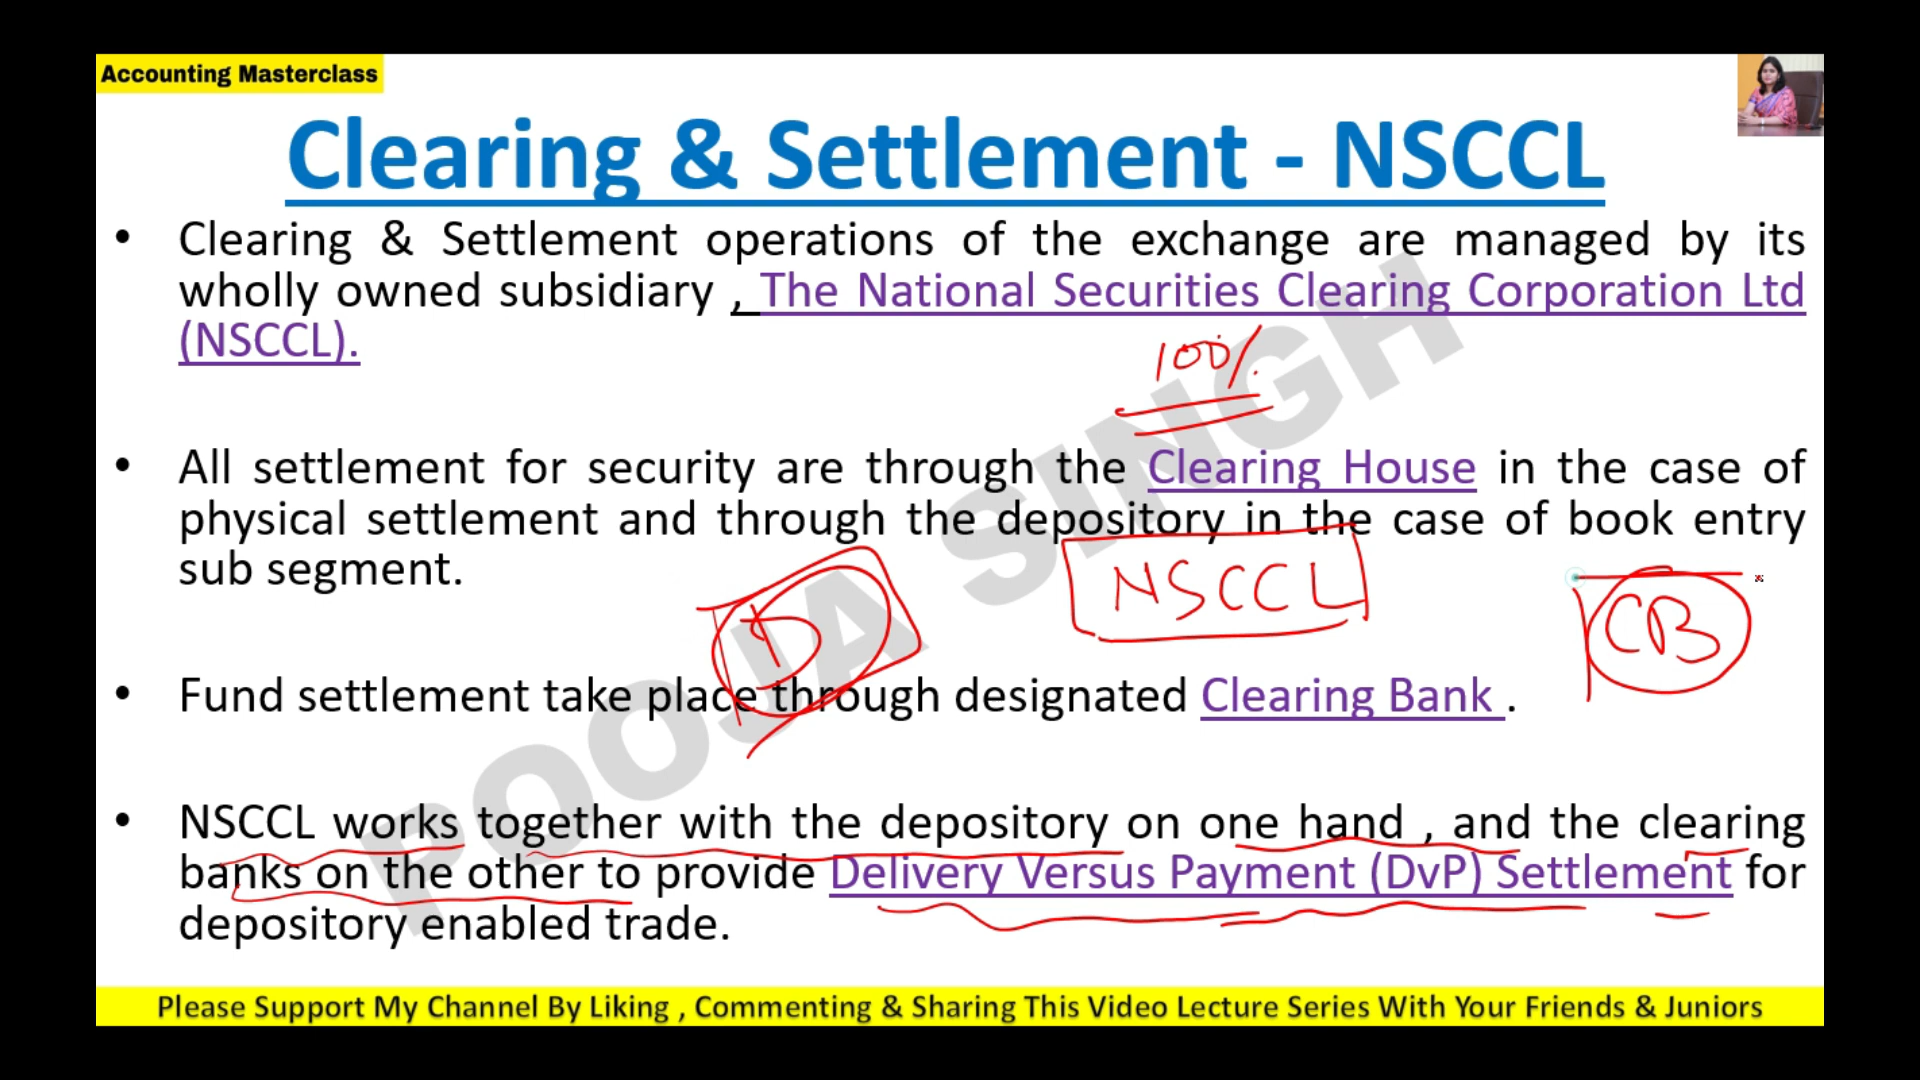 Accounting Masterclass
Clearing & Settlement - NSCCL
• Clearing & Settlement operations of the exchange are managed by its
wholly owned subsidiary , The National Securities Clearing Corporation Ltd
(NSCCL).
100%
• All settlement for security are through the Clearing House in the case of
physical settlement and through the depository in the case of book entry
sub segment.
D NSCCL CB
• Fund settlement take place through designated Clearing Bank .
• NSCCL works together with the depository on one hand , and the clearing
banks on the other to provide Delivery Versus Payment (DvP) Settlement for
depository enabled trade.
POOJA SINGH
Please Support My Channel By Liking , Commenting & Sharing This Video Lecture Series With Your Friends & Juniors